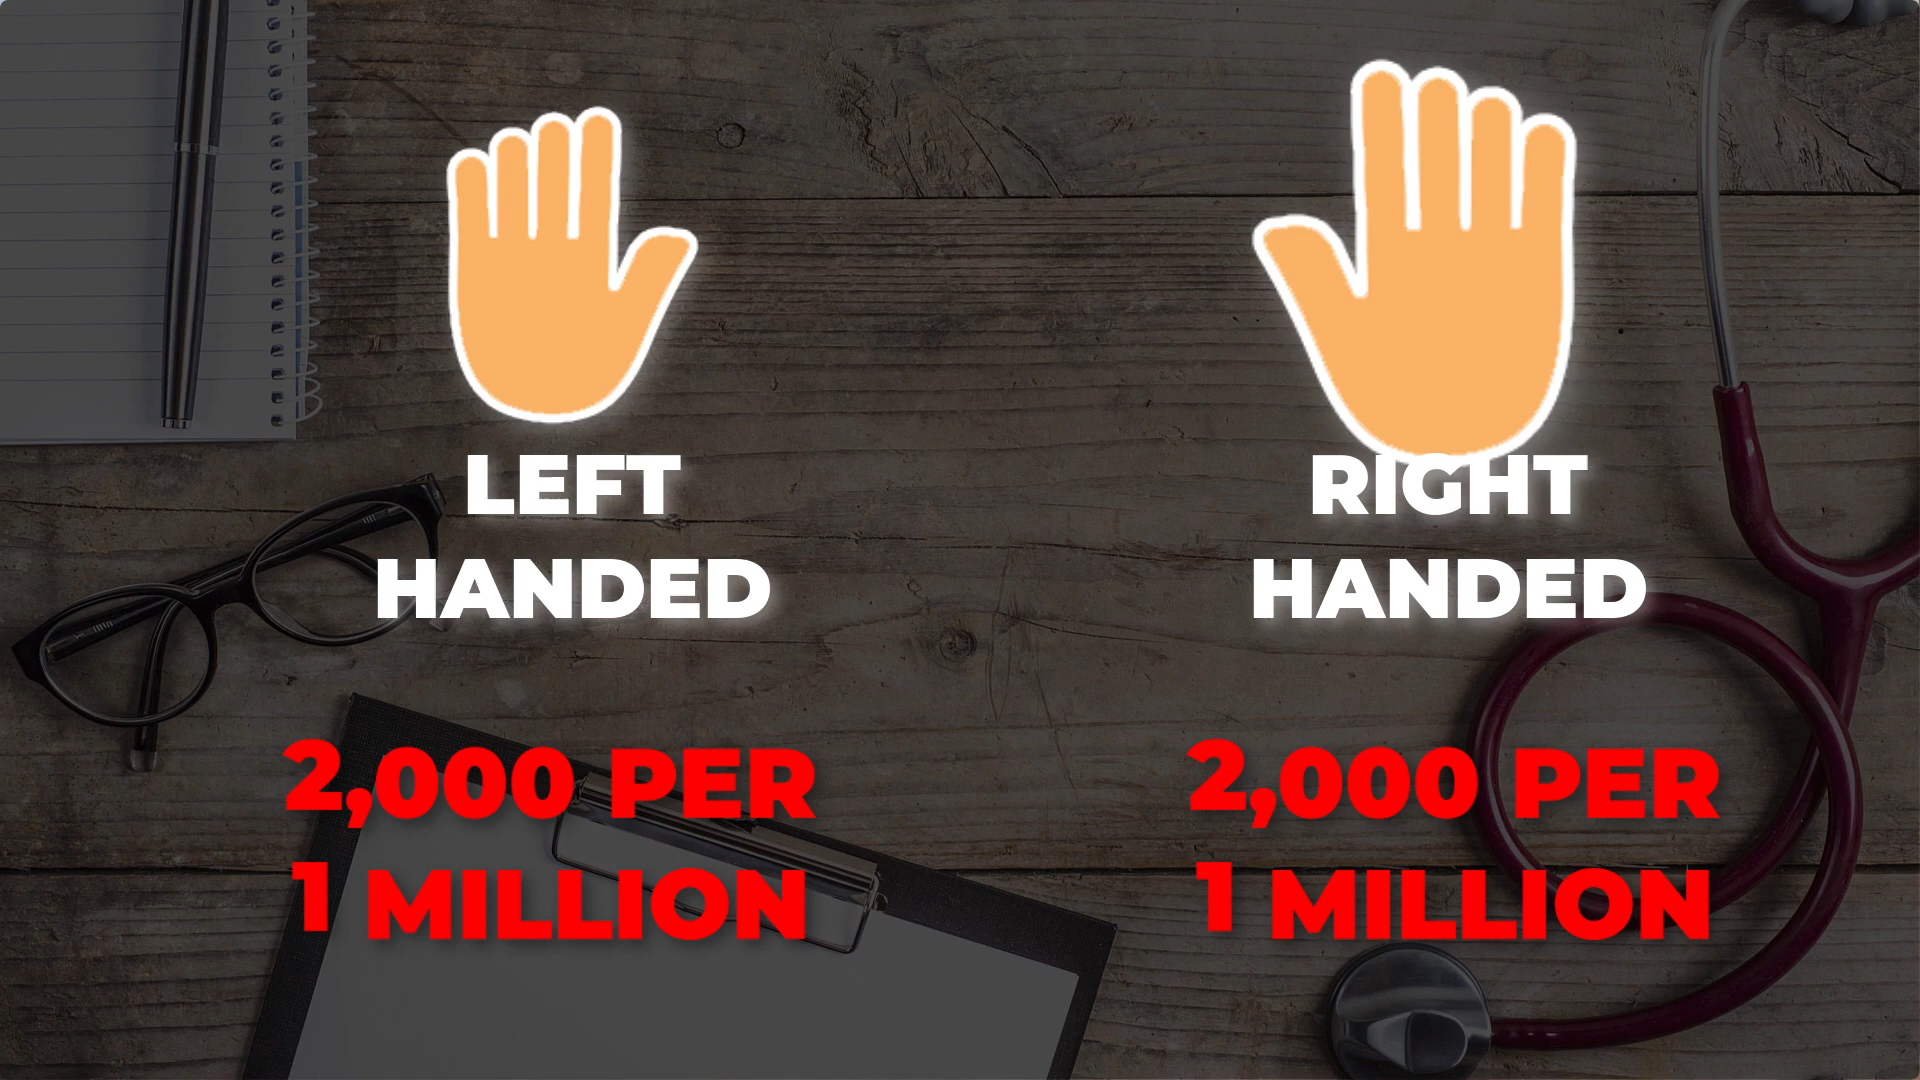 LEFT
HANDED
RIGHT
HANDED
2,000 PER
1 MILLION
2,000 PER
1 MILLION